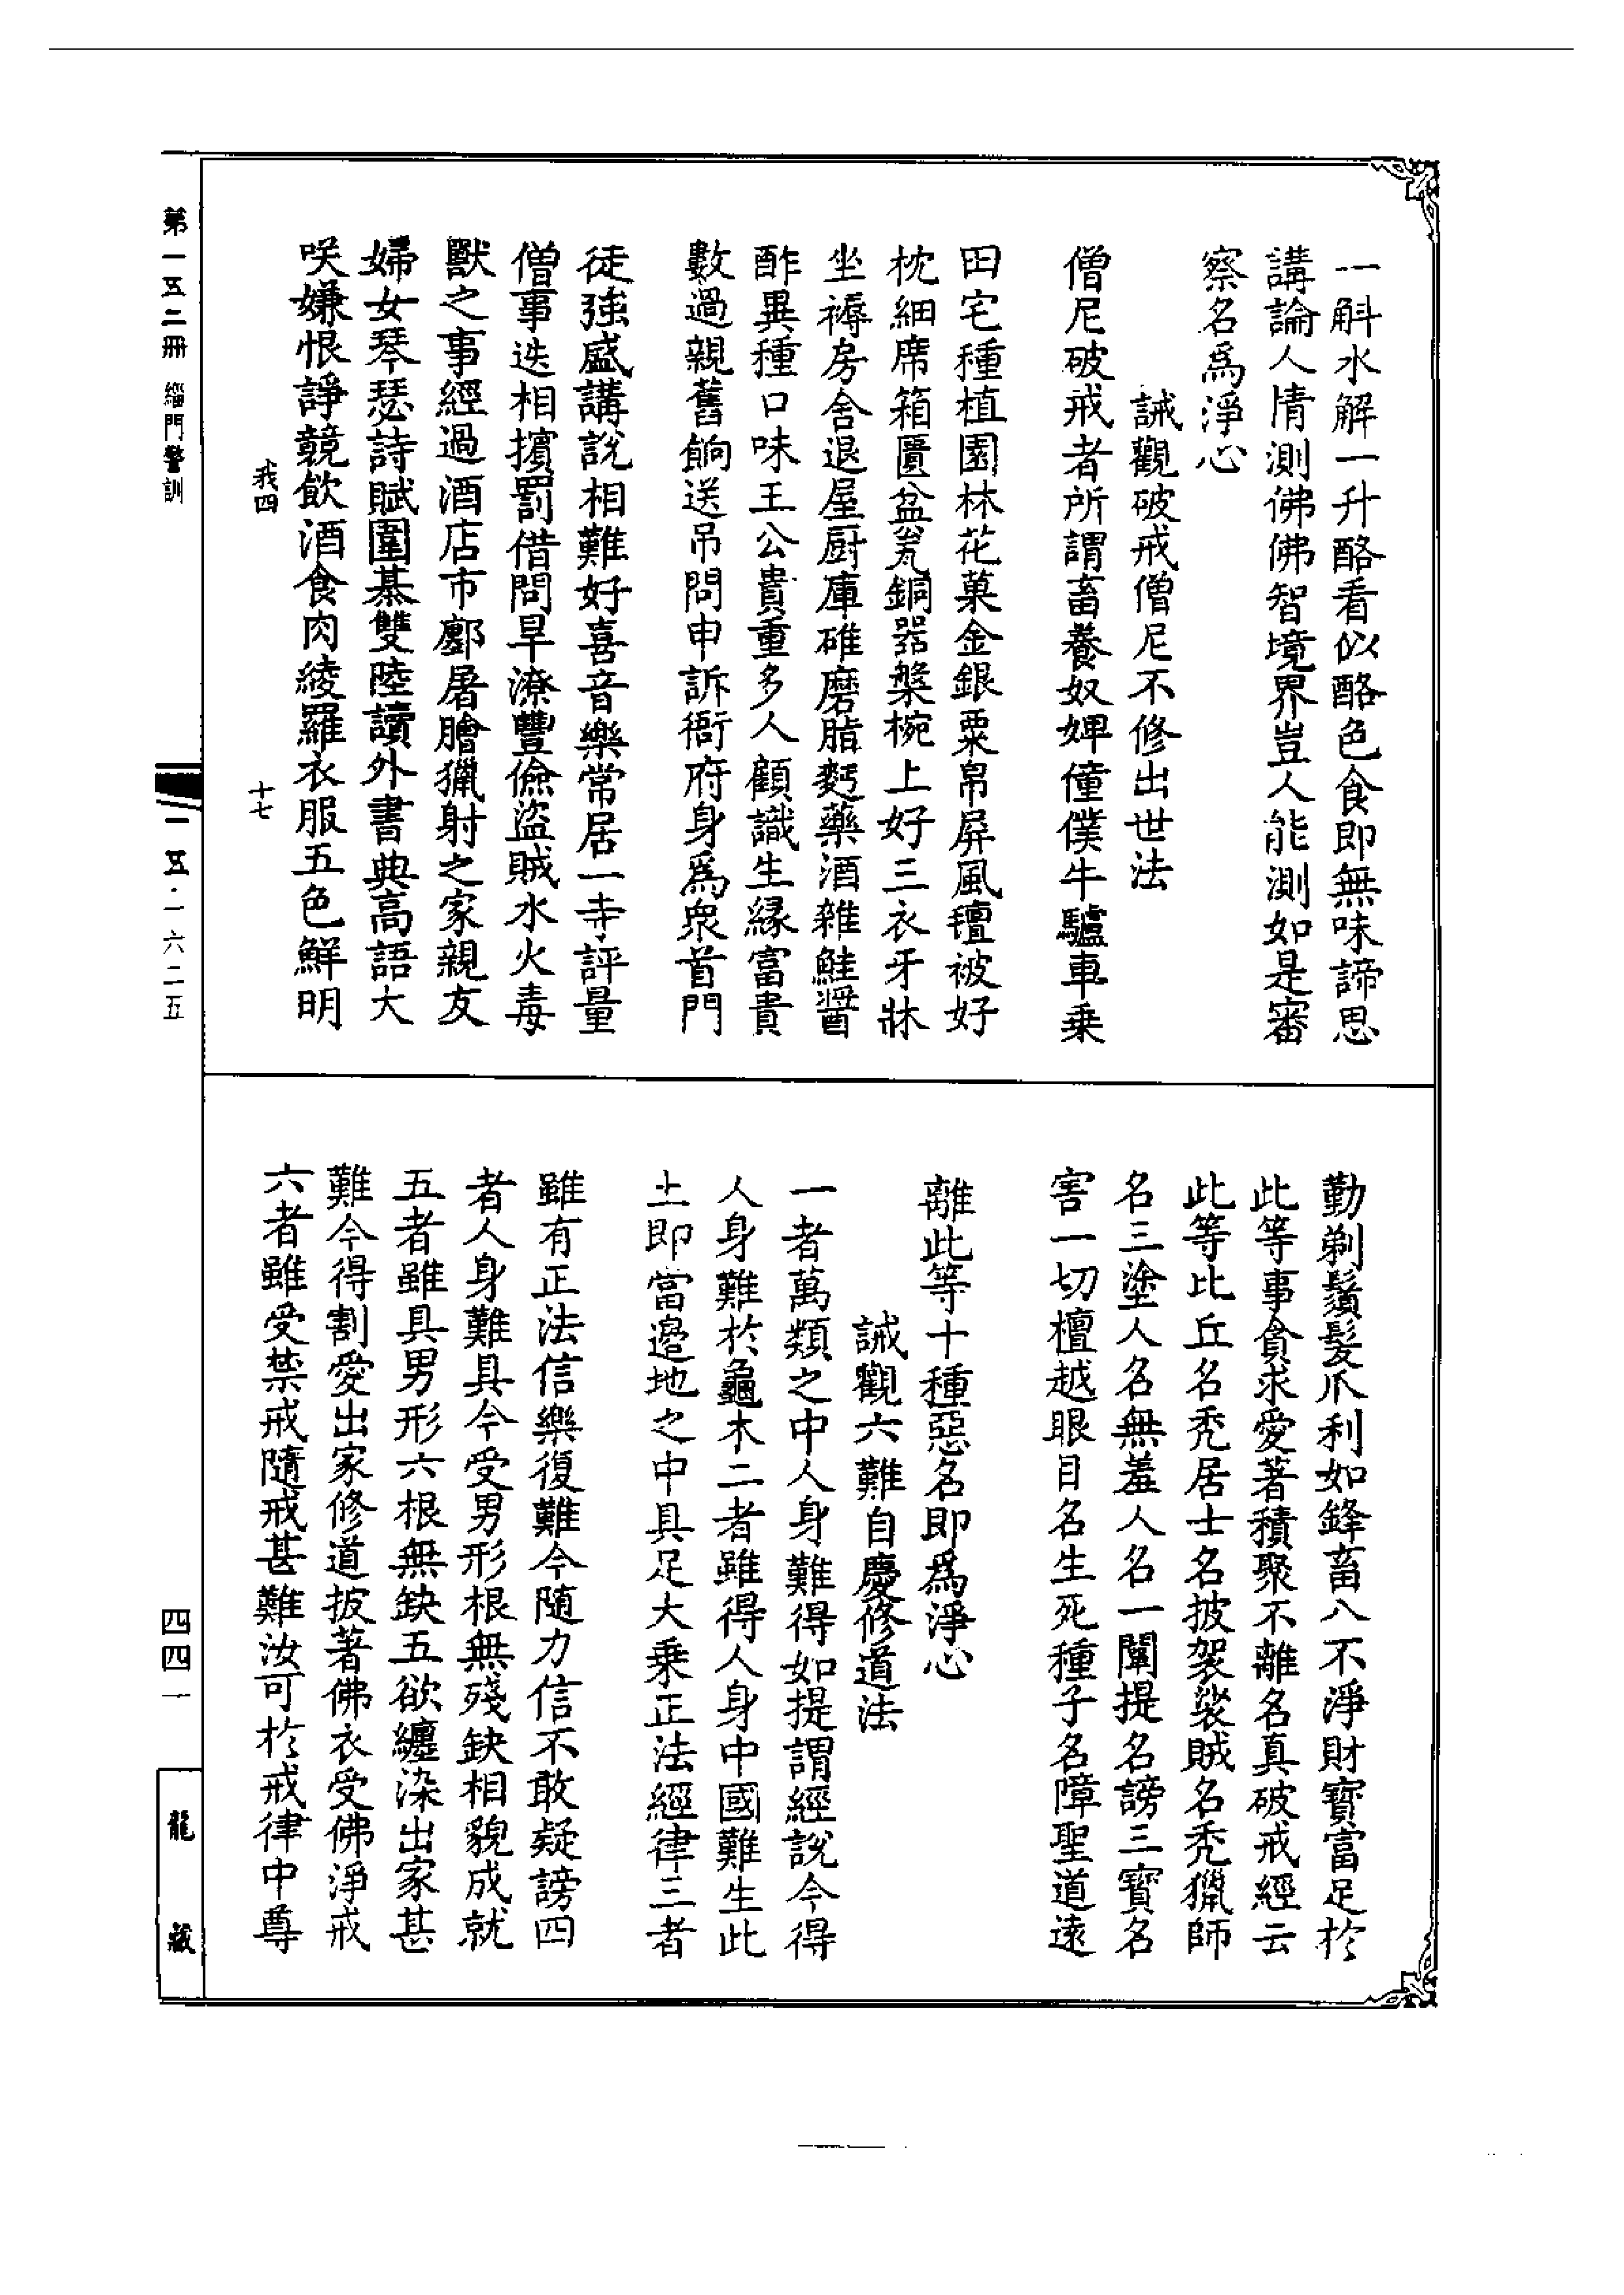 一斛水解一升酪看似酪色食即無味諦思
講論人情測佛佛智境界豈人能測如是審
察名為淨心
誡觀破戒僧尼不修出世法
僧尼破戒者所謂畜養奴婢僮僕牛驢車乘
田宅種植園林花菓金銀粟帛屏風氊被好
枕細席箱匱盆瓮銅器槃椀上好三衣牙牀
坐褥房舍退屋厨庫碓磨脂麪藥酒雜鮭醤
酢異種口味王公貴重多人顧識生緣富貴
數過親舊餉送吊問申訴衙府身為眾首門
徒強盛講說相難好喜音樂常居一寺評量
僧事迭相擯罰借問旱潦豐儉盜賊水火毒
獸之事經過酒店市鄽屠膾獵射之家親友
婦女琴瑟詩賦圍碁雙陸讀外書典高語大
咲嫌恨諍競飲酒食肉綾羅衣服五色鮮明
我四 十七
勤剃鬚髮爪利如鋒畜八不淨財寶富足於
此等事貪求愛著積聚不離名真破戒經云
此等比丘名禿居士名披袈裟賊名禿獵師
名三塗人名無羞人名一闡提名謗三寶名
害一切檀越眼目名生死種子名障聖道遠
離此等十種惡名即為淨心
誡觀六難自慶修道法
一者萬類之中人身難得如提謂經說今得
人身難於龜木二者雖得人身中國難生此
土即當邊地之中具足大乘正法經律三者
雖有正法信樂復難今隨力信不敢疑謗四
者人身難具今受男形根無殘缺相貌成就
五者雖具男形六根無缺五欲纏染出家甚
難今得割愛出家修道披著佛衣受佛淨戒
六者雖受禁戒隨戒甚難汝可於戒律中尊
第一五二冊 緇門警訓
一五二·六二五
四四一
龍藏